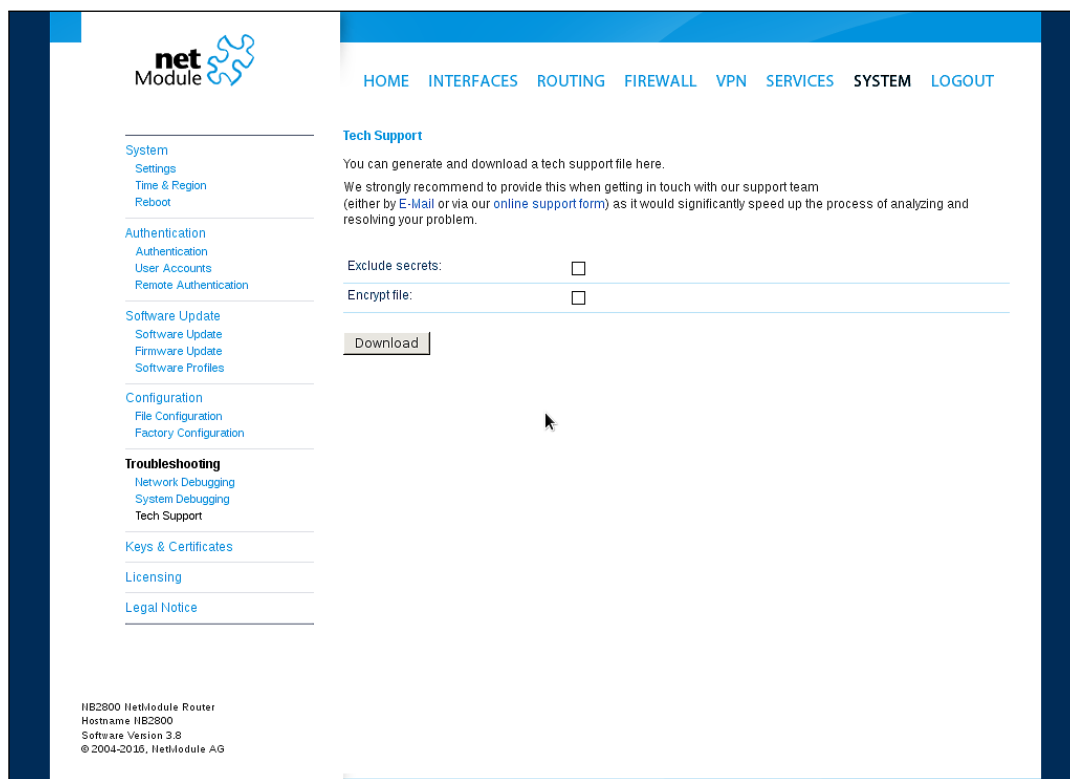 net
Module
HOME INTERFACES ROUTING FIREWALL VPN SERVICES SYSTEM LOGOUT
System
Settings
Time & Region
Reboot
Authentication
Authentication
User Accounts
Remote Authentication
Software Update
Software Update
Firmware Update
Software Profiles
Configuration
File Configuration
Factory Configuration
Troubleshooting
Network Debugging
System Debugging
Tech Support
Keys & Certificates
Licensing
Legal Notice
Tech Support
You can generate and download a tech support file here.
We strongly recommend to provide this when getting in touch with our support team
(either by E-Mail or via our online support form) as it would significantly speed up the process of analyzing and
resolving your problem.
Exclude secrets:
Encrypt file:
Download
NB2800 NetModule Router
Hostname NB2800
Software Version 3.8
© 2004-2016, NetModule AG